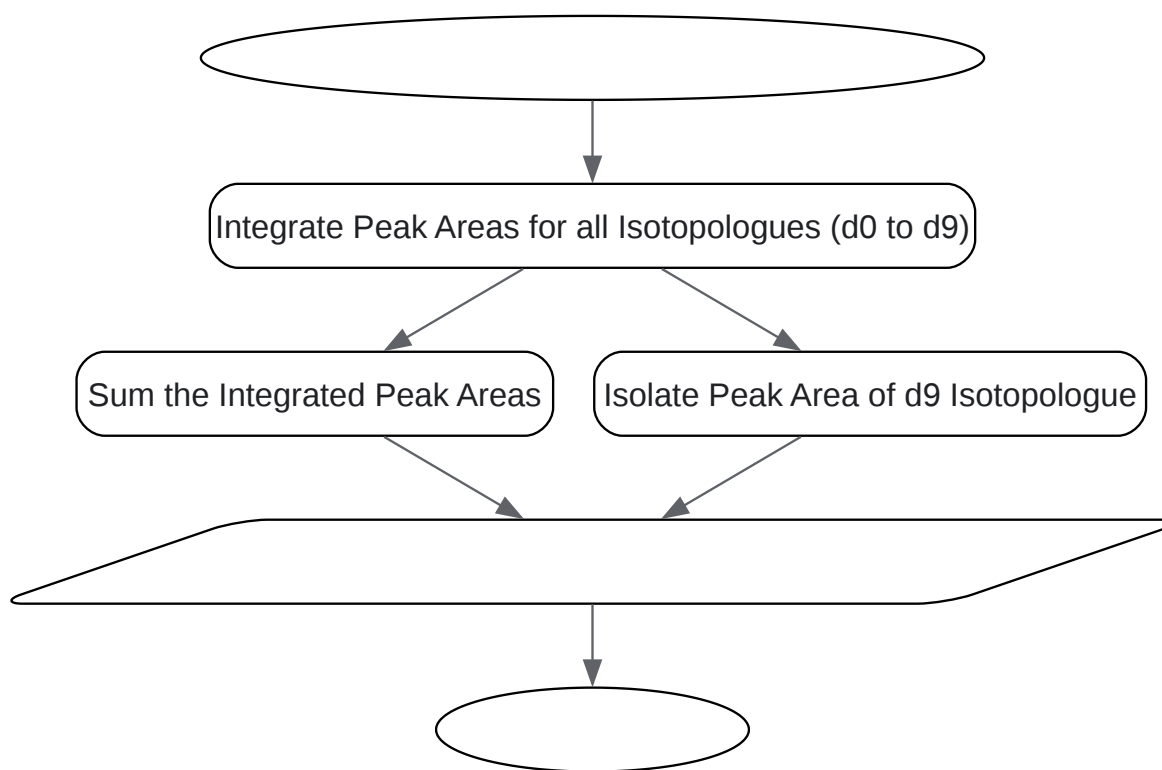 Integrate Peak Areas for all Isotopologues (d0 to d9)
Sum the Integrated Peak Areas
Isolate Peak Area of d9 Isotopologue